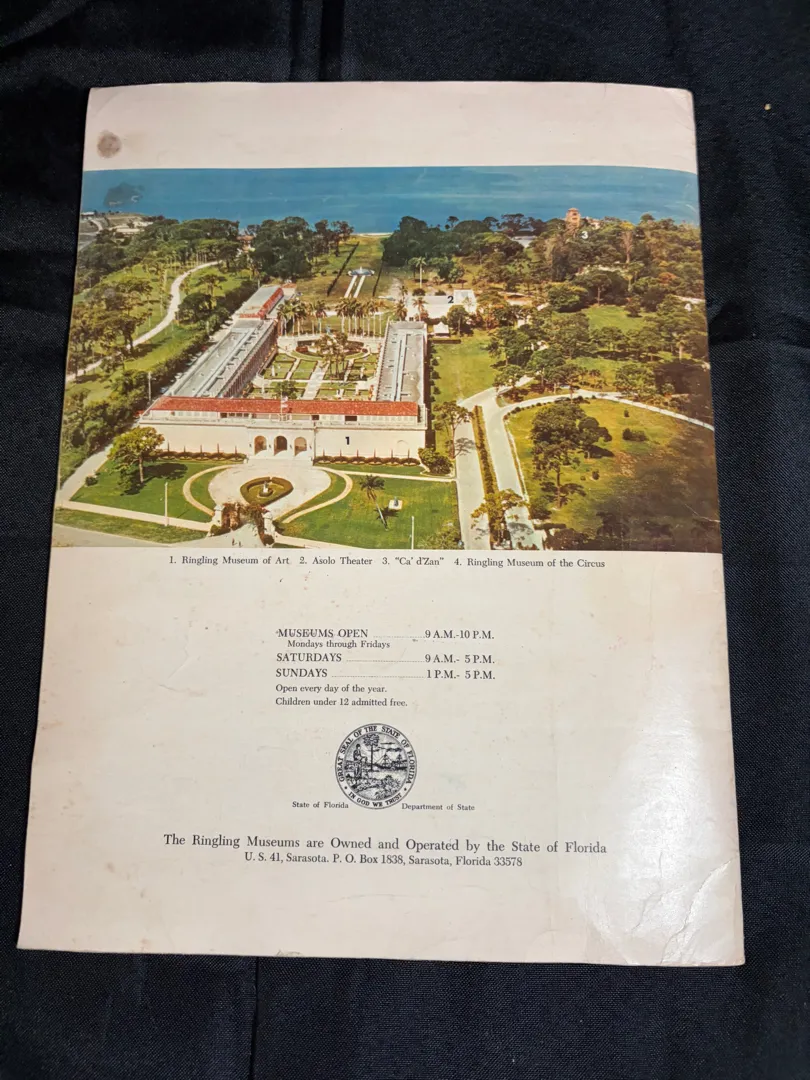 3
2
1
1. Ringling Museum of Art 2. Asolo Theater 3. "Ca' d'Zan" 4. Ringling Museum of the Circus
MUSEUMS OPEN ........................ 9 A.M.-10 P.M.
Mondays through Fridays
SATURDAYS ........................ 9 A.M.- 5 P.M.
SUNDAYS ........................ 1 P.M.- 5 P.M.
Open every day of the year.
Children under 12 admitted free.
GREAT SEAL OF THE STATE OF FLORIDA
IN GOD WE TRUST
State of Florida Department of State
The Ringling Museums are Owned and Operated by the State of Florida
U. S. 41, Sarasota. P. O. Box 1838, Sarasota, Florida 33578